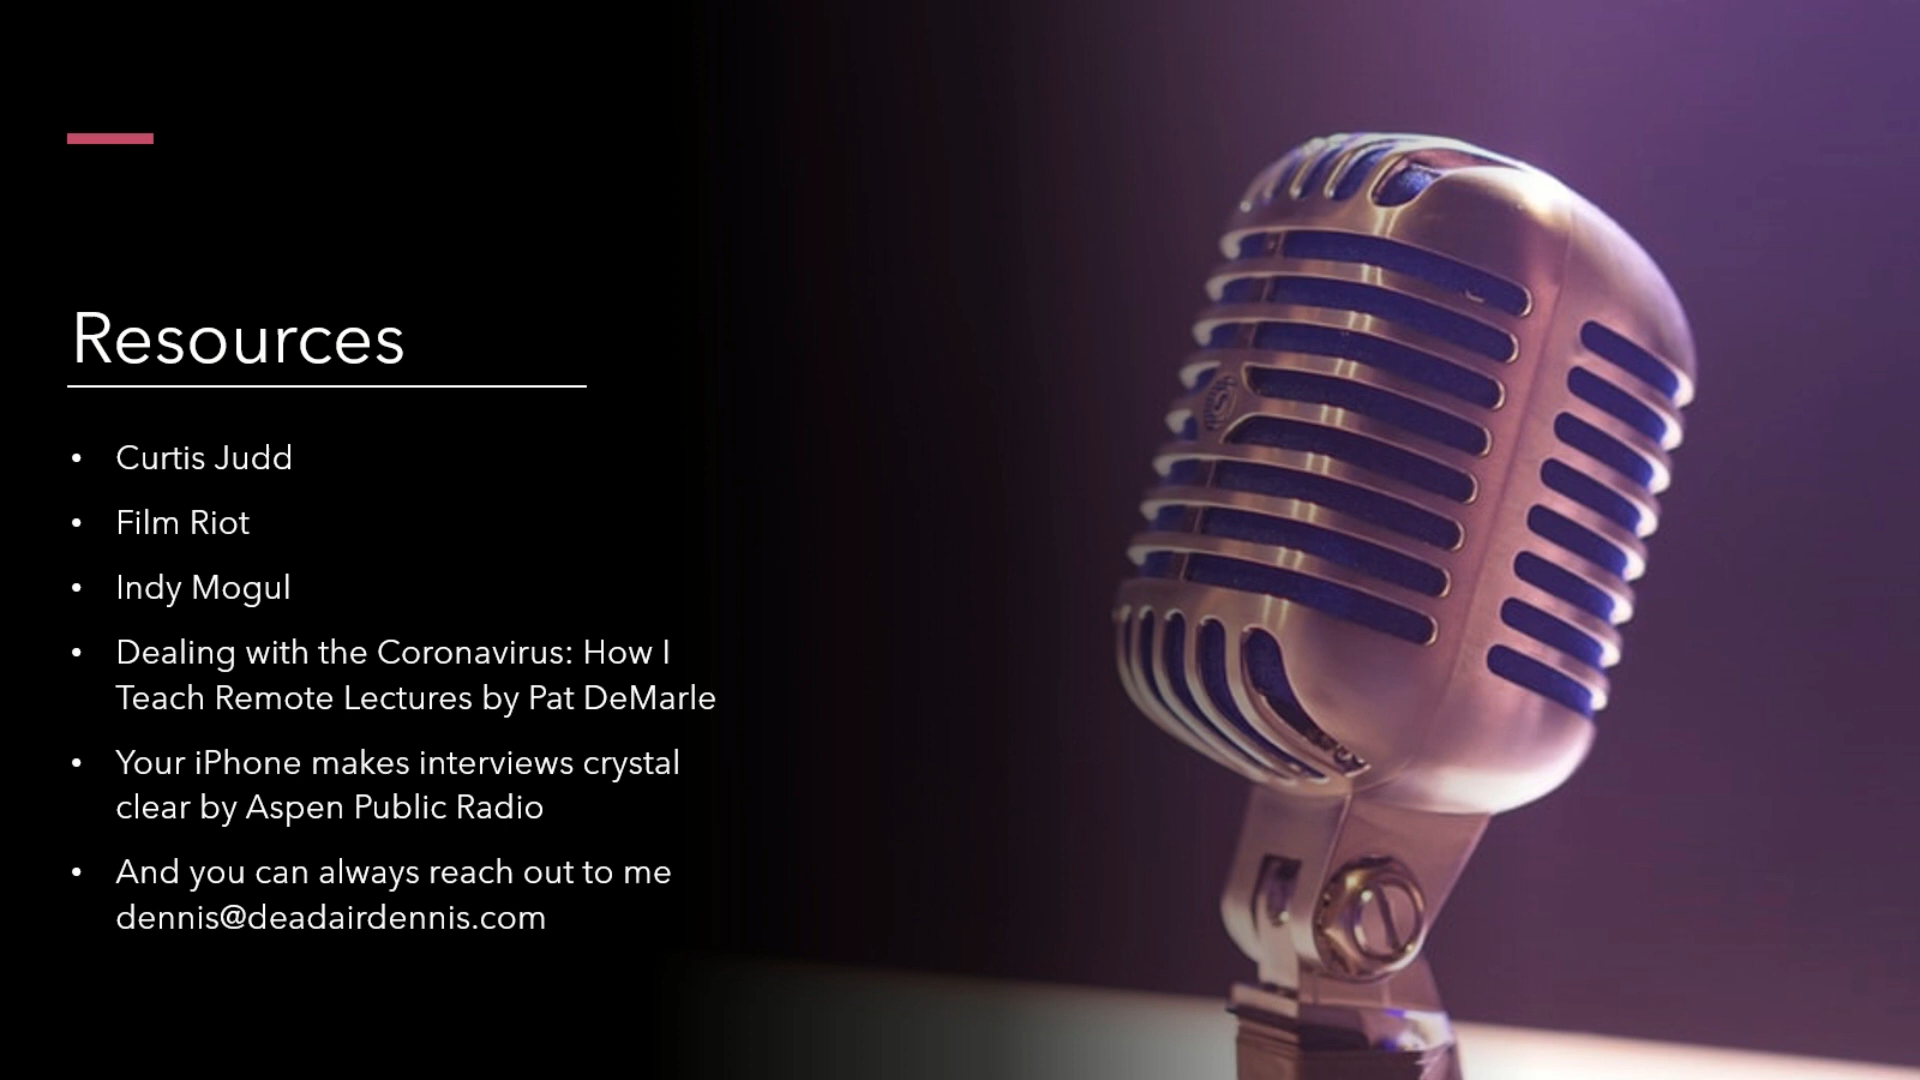 Resources
• Curtis Judd
• Film Riot
• Indy Mogul
• Dealing with the Coronavirus: How I
Teach Remote Lectures by Pat DeMarle
• Your iPhone makes interviews crystal
clear by Aspen Public Radio
• And you can always reach out to me
dennis@deadairdennis.com